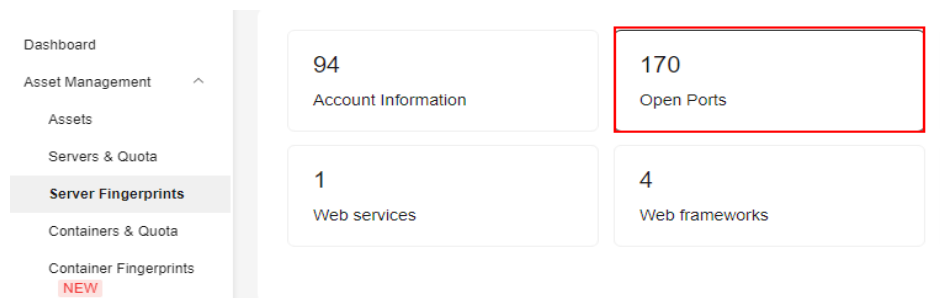 Dashboard
Asset Management
Assets
Servers & Quota
Server Fingerprints
Containers & Quota
Container Fingerprints
NEW
94
Account Information
170
Open Ports
1
Web services
4
Web frameworks